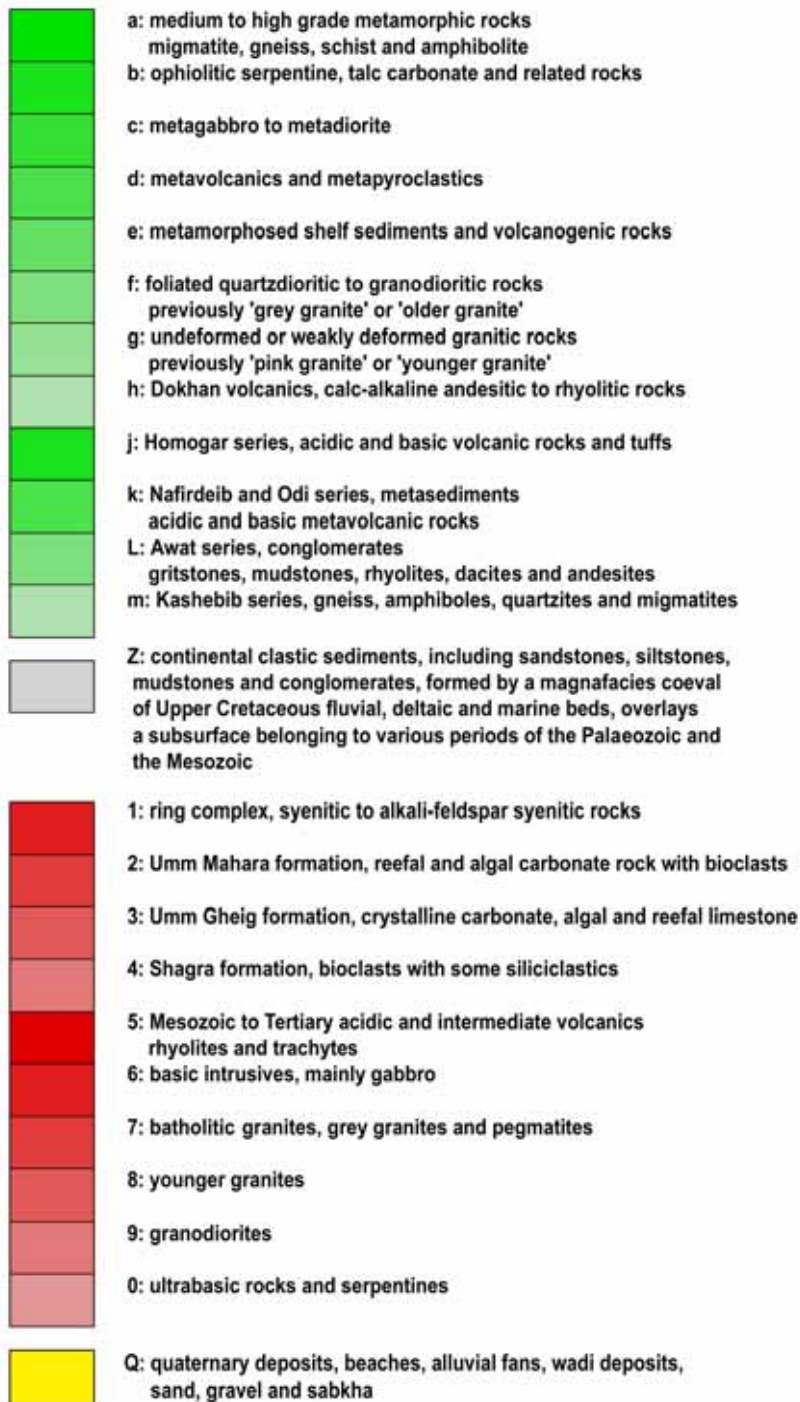 a: medium to high grade metamorphic rocks
migmatite, gneiss, schist and amphibolite
b: ophiolitic serpentine, talc carbonate and related rocks
c: metagabbro to metadiorite
d: metavolcanics and metapyroclastics
e: metamorphosed shelf sediments and volcanogenic rocks
f: foliated quartzdioritic to granodioritic rocks
previously 'grey granite' or 'older granite'
g: undeformed or weakly deformed granitic rocks
previously 'pink granite' or 'younger granite'
h: Dokhan volcanics, calc-alkaline andesitic to rhyolitic rocks
j: Homogar series, acidic and basic volcanic rocks and tuffs
k: Nafirdeib and Odi series, metasediments
acidic and basic metavolcanic rocks
L: Awat series, conglomerates
gritstones, mudstones, rhyolites, dacites and andesites
m: Kashebib series, gneiss, amphiboles, quartzites and migmatites
Z: continental clastic sediments, including sandstones, siltstones,
mudstones and conglomerates, formed by a magnafacies coeval
of Upper Cretaceous fluvial, deltaic and marine beds, overlays
a subsurface belonging to various periods of the Palaeozoic and
the Mesozoic
1: ring complex, syenitic to alkali-feldspar syenitic rocks
2: Umm Mahara formation, reefal and algal carbonate rock with bioclasts
3: Umm Gheig formation, crystalline carbonate, algal and reefal limestone
4: Shagra formation, bioclasts with some siliciclastics
5: Mesozoic to Tertiary acidic and intermediate volcanics
rhyolites and trachytes
6: basic intrusives, mainly gabbro
7: batholitic granites, grey granites and pegmatites
8: younger granites
9: granodiorites
0: ultrabasic rocks and serpentines
Q: quaternary deposits, beaches, alluvial fans, wadi deposits,
sand, gravel and sabkha